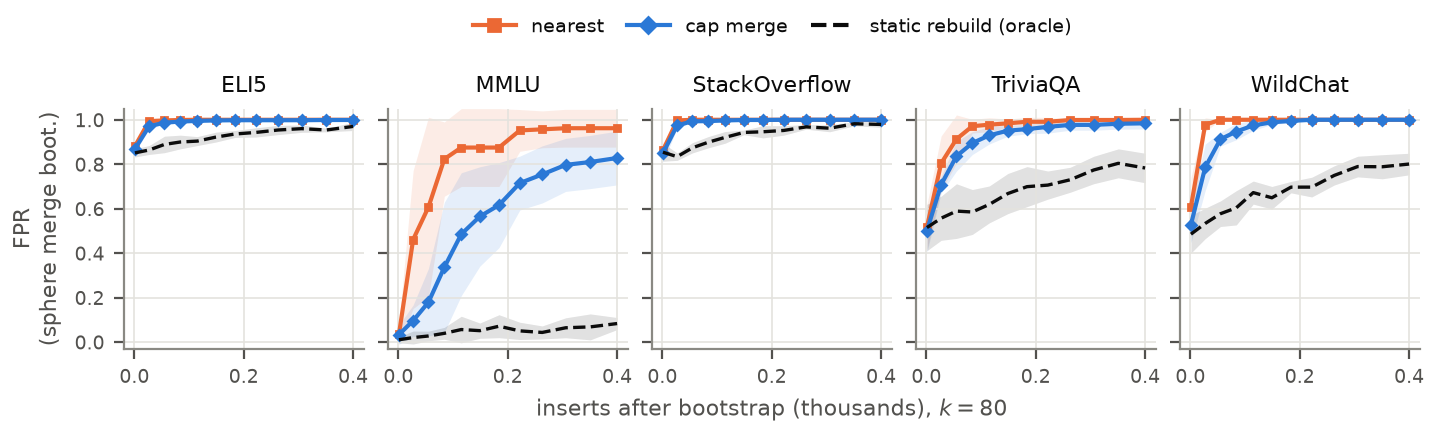 nearest cap merge static rebuild (oracle)
ELI5 MMLU StackOverflow TriviaQA WildChat
FPR
(sphere merge boot.)
1.0
0.8
0.6
0.4
0.2
0.0
0.0 0.2 0.4 0.0 0.2 0.4 0.0 0.2 0.4 0.0 0.2 0.4 0.0 0.2 0.4
inserts after bootstrap (thousands), k = 80